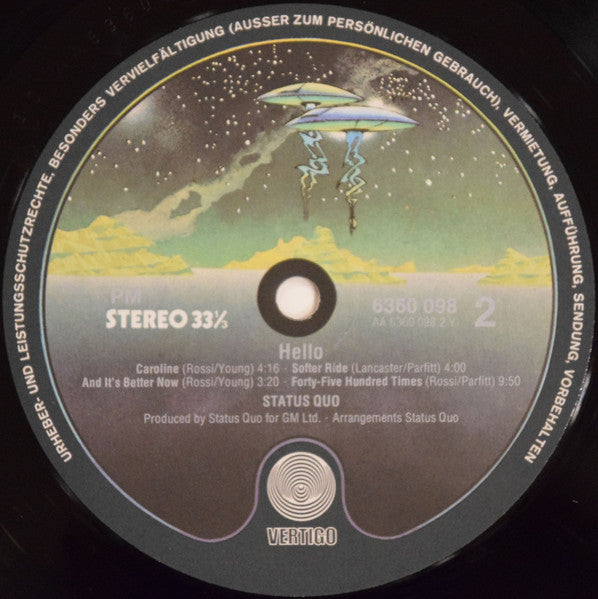 URHEBER- UND LEISTUNGSSCHUTZRECHTE, BESONDERS VERVIELFÄLTIGUNG (AUSSER ZUM PERSÖNLICHEN GEBRAUCH), VERMIETUNG, AUFFÜHRUNG, SENDUNG, VORBEHALTEN
PM
STEREO 33⅓
6360 098 2
AA 6360 098 2 Y
Hello
Caroline (Rossi/Young) 4:16 · Softer Ride (Lancaster/Parfitt) 4:00
And It's Better Now (Rossi/Young) 3:20 · Forty-Five Hundred Times (Rossi/Parfitt) 9:50
STATUS QUO
Produced by Status Quo for GM Ltd. · Arrangements Status Quo
VERTIGO